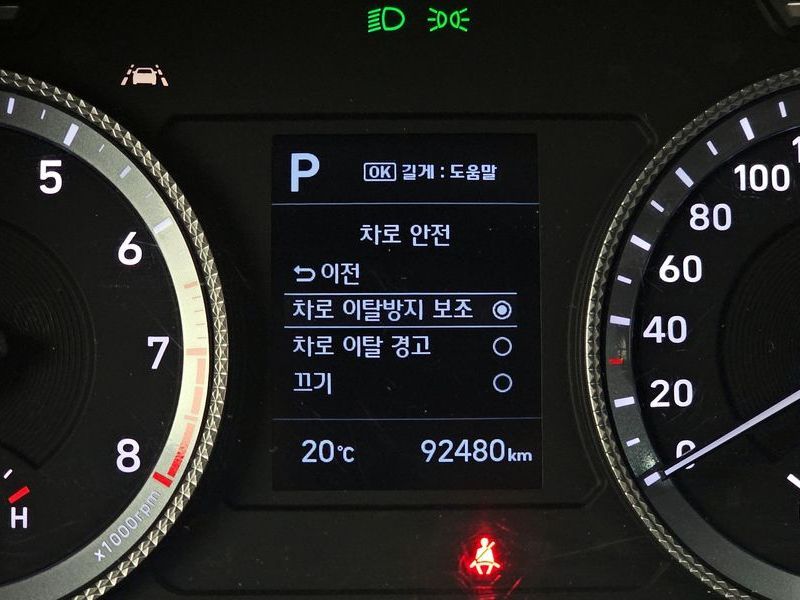 P OK 길게 : 도움말
차로 안전
이전
차로 이탈방지 보조
차로 이탈 경고
끄기
20°C 92480km
5
6
7
8
x1000rpm
H
100
80
60
40
20
0